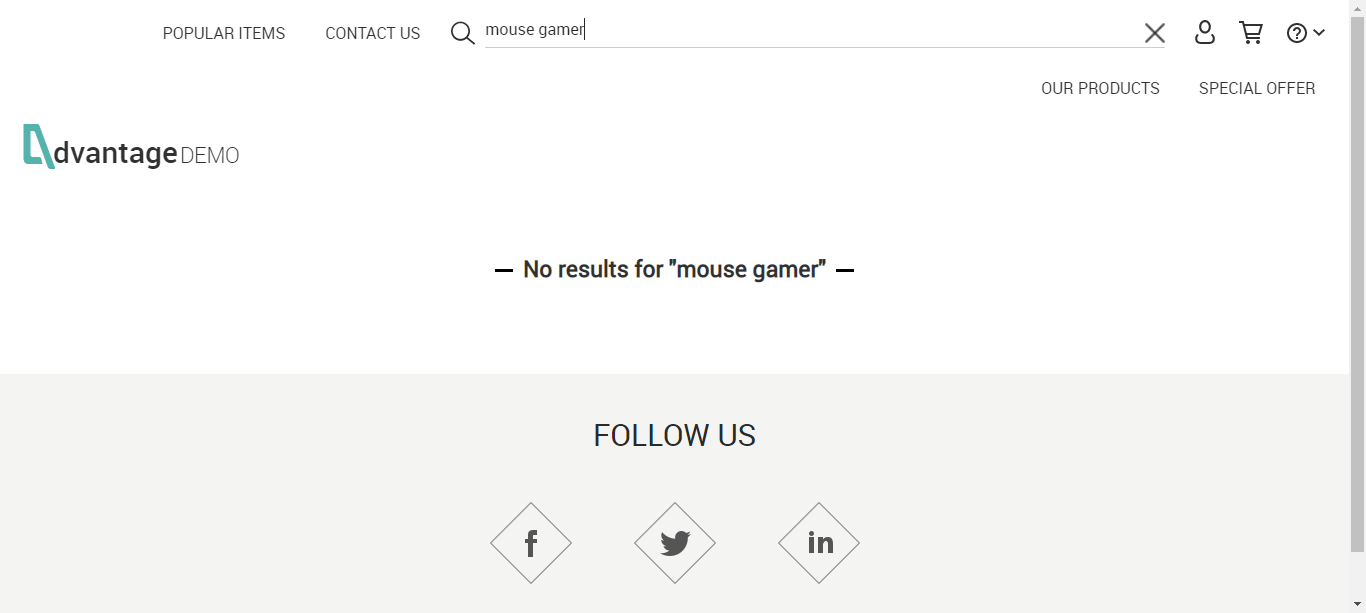 POPULAR ITEMS CONTACT US mouse gamer
OUR PRODUCTS SPECIAL OFFER
dvantage DEMO
No results for "mouse gamer"
FOLLOW US